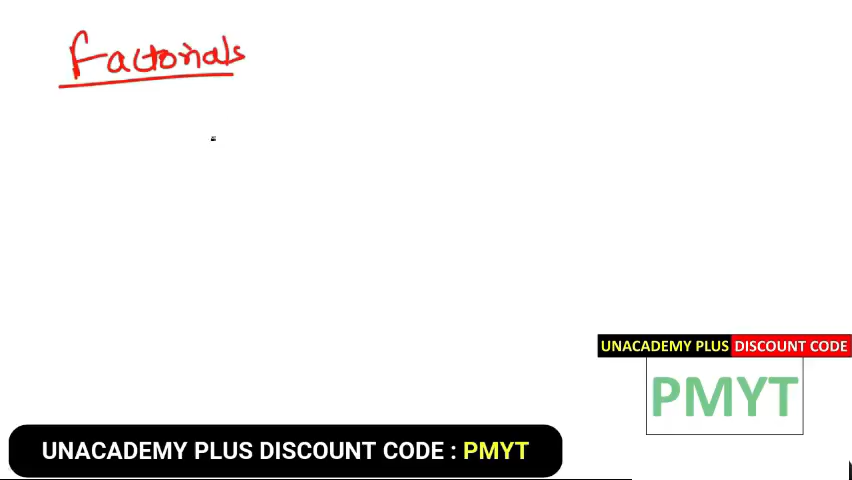 Factorials
UNACADEMY PLUS DISCOUNT CODE
PMYT
UNACADEMY PLUS DISCOUNT CODE : PMYT